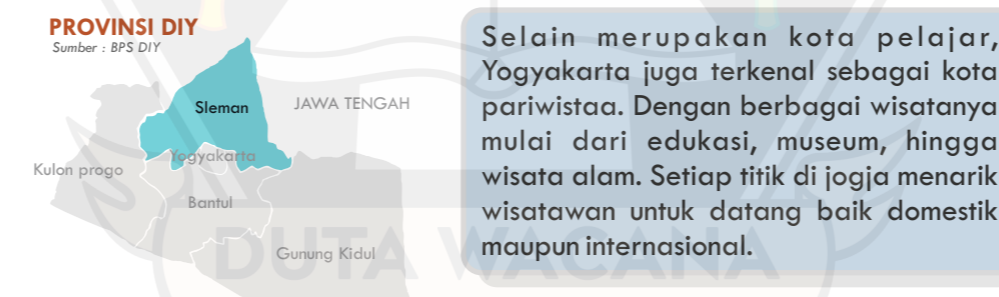 PROVINSI DIY
Sumber : BPS DIY
Sleman
JAWA TENGAH
Yogyakarta
Kulon progo
Bantul
Gunung Kidul
Selain merupakan kota pelajar,
Yogyakarta juga terkenal sebagai kota
pariwistaa. Dengan berbagai wisatanya
mulai dari edukasi, museum, hingga
wisata alam. Setiap titik di jogja menarik
wisatawan untuk datang baik domestik
maupun internasional.
DUTA WACANA